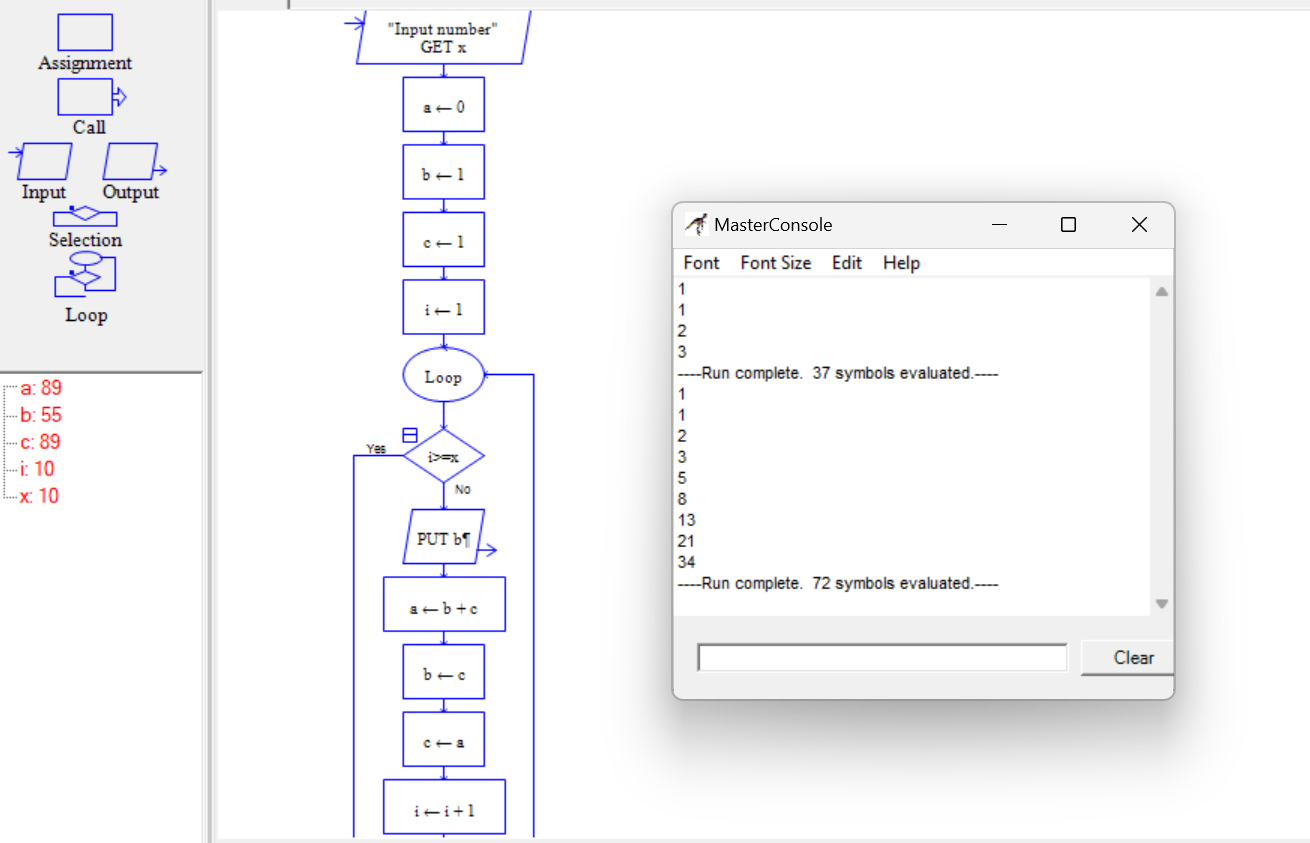 Assignment
Call
Input
Output
Selection
Loop
a: 89
b: 55
c: 89
i: 10
x: 10
"Input number"
GET x
a ← 0
b ← 1
c ← 1
i ← 1
Loop
Yes
i>=x
No
PUT b¶
a ← b + c
b ← c
c ← a
i ← i + 1
MasterConsole
Font Font Size Edit Help
1
1
2
3
----Run complete. 37 symbols evaluated.----
1
1
2
3
5
8
13
21
34
----Run complete. 72 symbols evaluated.----
Clear